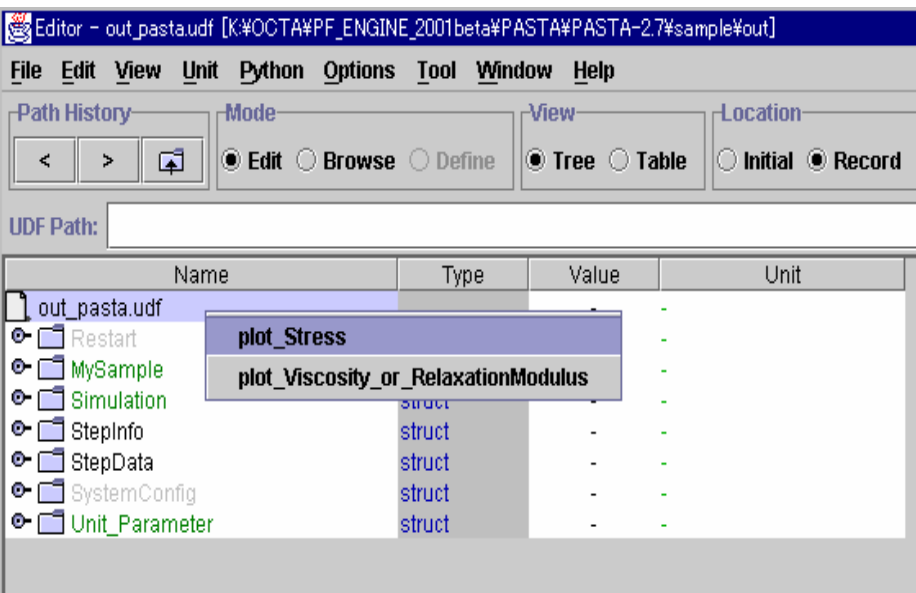 Editor - out_pasta.udf [K:¥OCTA¥PF_ENGINE_2001beta¥PASTA¥PASTA-2.7¥sample¥out]
File Edit View Unit Python Options Tool Window Help
Path History Mode View Location
< > Edit Browse Define Tree Table Initial Record
UDF Path:
Name Type Value Unit
out_pasta.udf - -
Restart plot_Stress
MySample plot_Viscosity_or_RelaxationModulus
Simulation struct - -
StepInfo struct - -
StepData struct - -
SystemConfig struct - -
Unit_Parameter struct - -